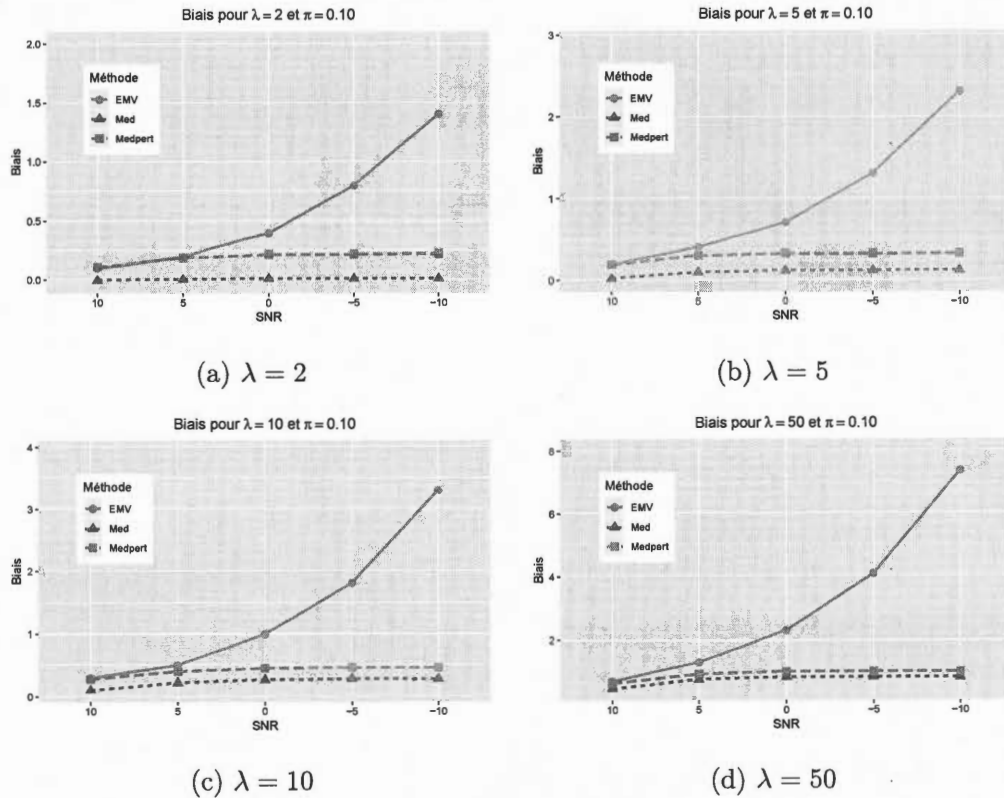 Biais pour λ = 2 et π = 0.10
2.0
1.5
1.0
0.5
0.0
Biais
Méthode
EMV
Med
Medpert
10
5
0
−5
−10
SNR
(a) λ = 2
Biais pour λ = 5 et π = 0.10
3
2
1
0
Biais
Méthode
EMV
Med
Medpert
10
5
0
−5
−10
SNR
(b) λ = 5
Biais pour λ = 10 et π = 0.10
4
3
2
1
0
Biais
Méthode
EMV
Med
Medpert
10
5
0
−5
−10
SNR
(c) λ = 10
Biais pour λ = 50 et π = 0.10
8
6
4
2
Biais
Méthode
EMV
Med
Medpert
10
5
0
−5
−10
SNR
(d) λ = 50